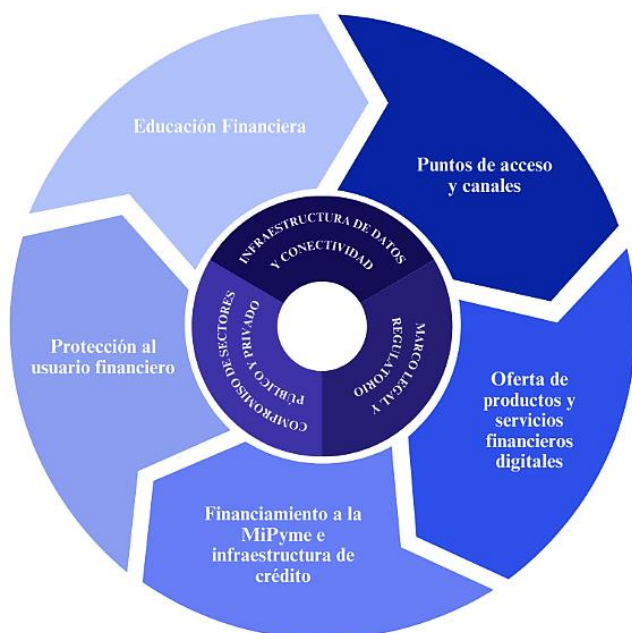 Educación Financiera
Puntos de acceso
y canales
Oferta de
productos y
servicios
financieros
digitales
Financiamiento a la
MiPyme e
infraestructura de
crédito
Protección al
usuario financiero
INFRAESTRUCTURA DE DATOS
Y CONECTIVIDAD
MARCO LEGAL Y
REGULATORIO
COMPROMISO DE SECTORES
PÚBLICO Y PRIVADO